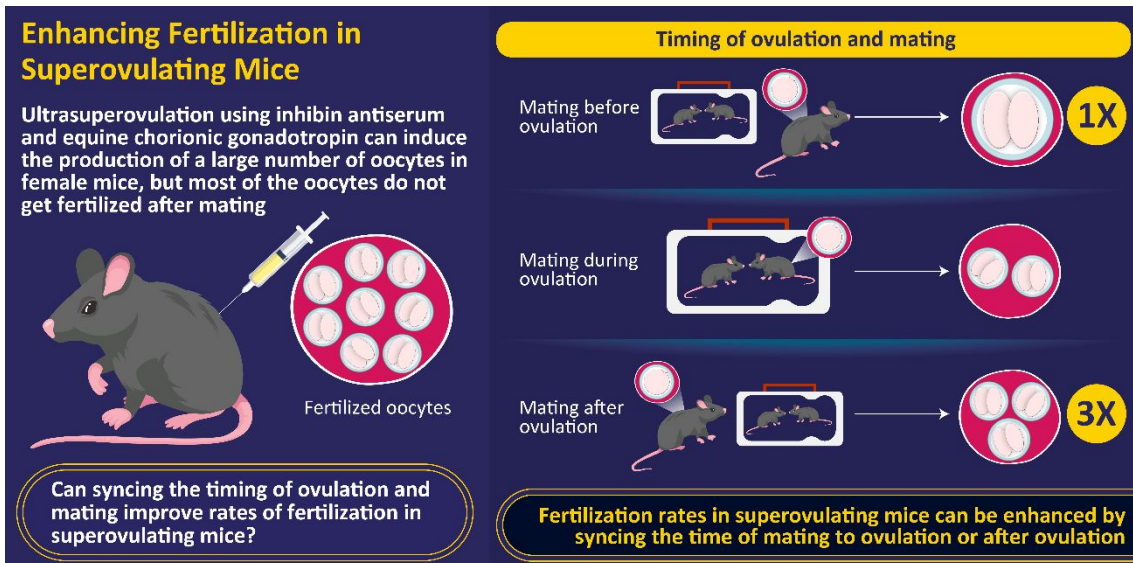 Enhancing Fertilization in
Superovulating Mice
Ultrasuperovulation using inhibin antiserum
and equine chorionic gonadotropin can induce
the production of a large number of oocytes in
female mice, but most of the oocytes do not
get fertilized after mating
Fertilized oocytes
Can syncing the timing of ovulation and
mating improve rates of fertilization in
superovulating mice?
Timing of ovulation and mating
Mating before
ovulation
1X
Mating during
ovulation
Mating after
ovulation
3X
Fertilization rates in superovulating mice can be enhanced by
syncing the time of mating to ovulation or after ovulation